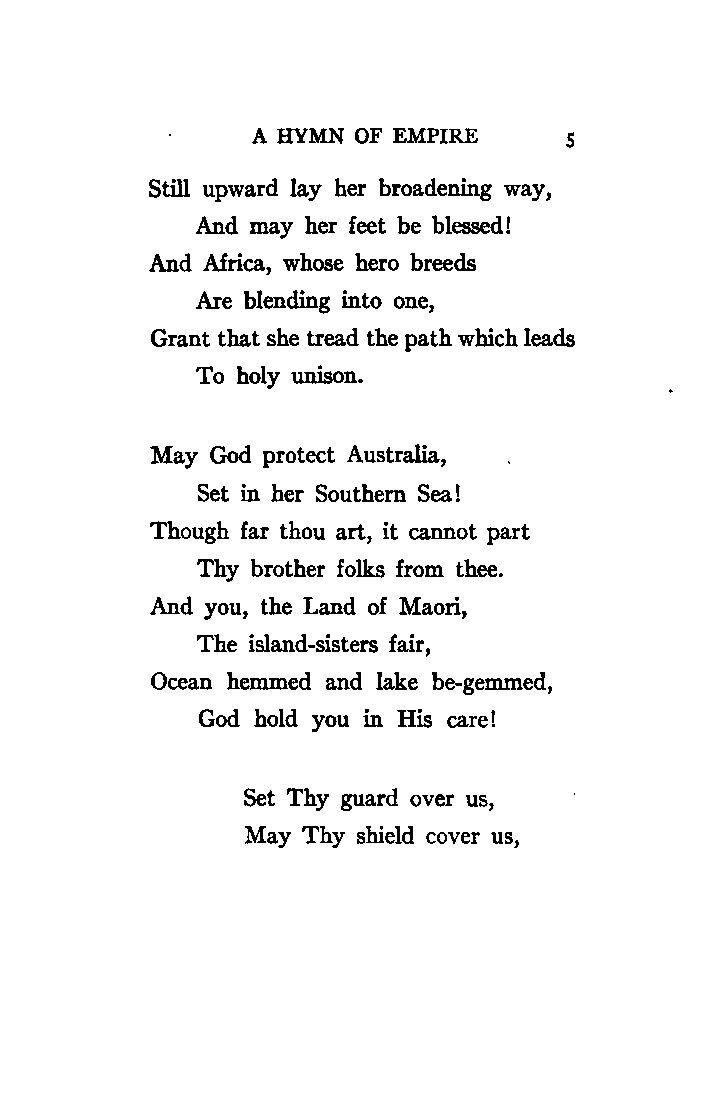 A HYMN OF EMPIRE 5
Still upward lay her broadening way,
And may her feet be blessed!
And Africa, whose hero breeds
Are blending into one,
Grant that she tread the path which leads
To holy unison.
May God protect Australia,
Set in her Southern Sea!
Though far thou art, it cannot part
Thy brother folks from thee.
And you, the Land of Maori,
The island-sisters fair,
Ocean hemmed and lake be-gemmed,
God hold you in His care!
Set Thy guard over us,
May Thy shield cover us,